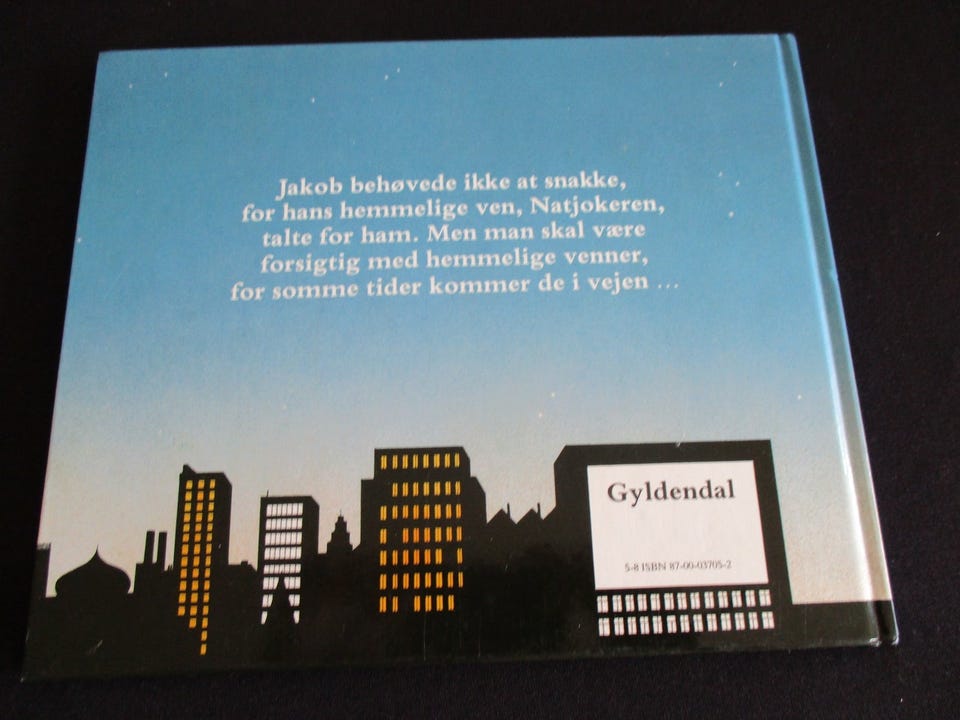 Jakob behøvede ikke at snakke,
for hans hemmelige ven, Natjokeren,
talte for ham. Men man skal være
forsigtig med hemmelige venner,
for somme tider kommer de i vejen ...
Gyldendal
5-8 ISBN 87-00-03705-2